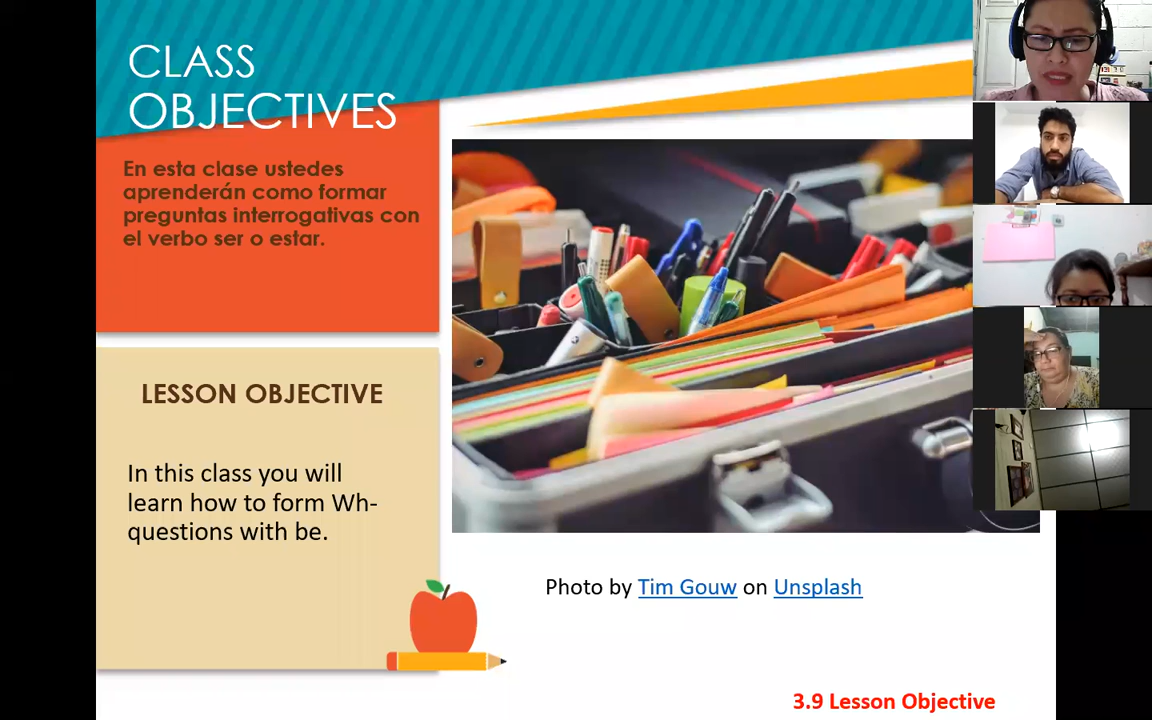 CLASS
OBJECTIVES
En esta clase ustedes
aprenderán como formar
preguntas interrogativas con
el verbo ser o estar.
LESSON OBJECTIVE
In this class you will
learn how to form Wh-
questions with be.
Photo by Tim Gouw on Unsplash
3.9 Lesson Objective